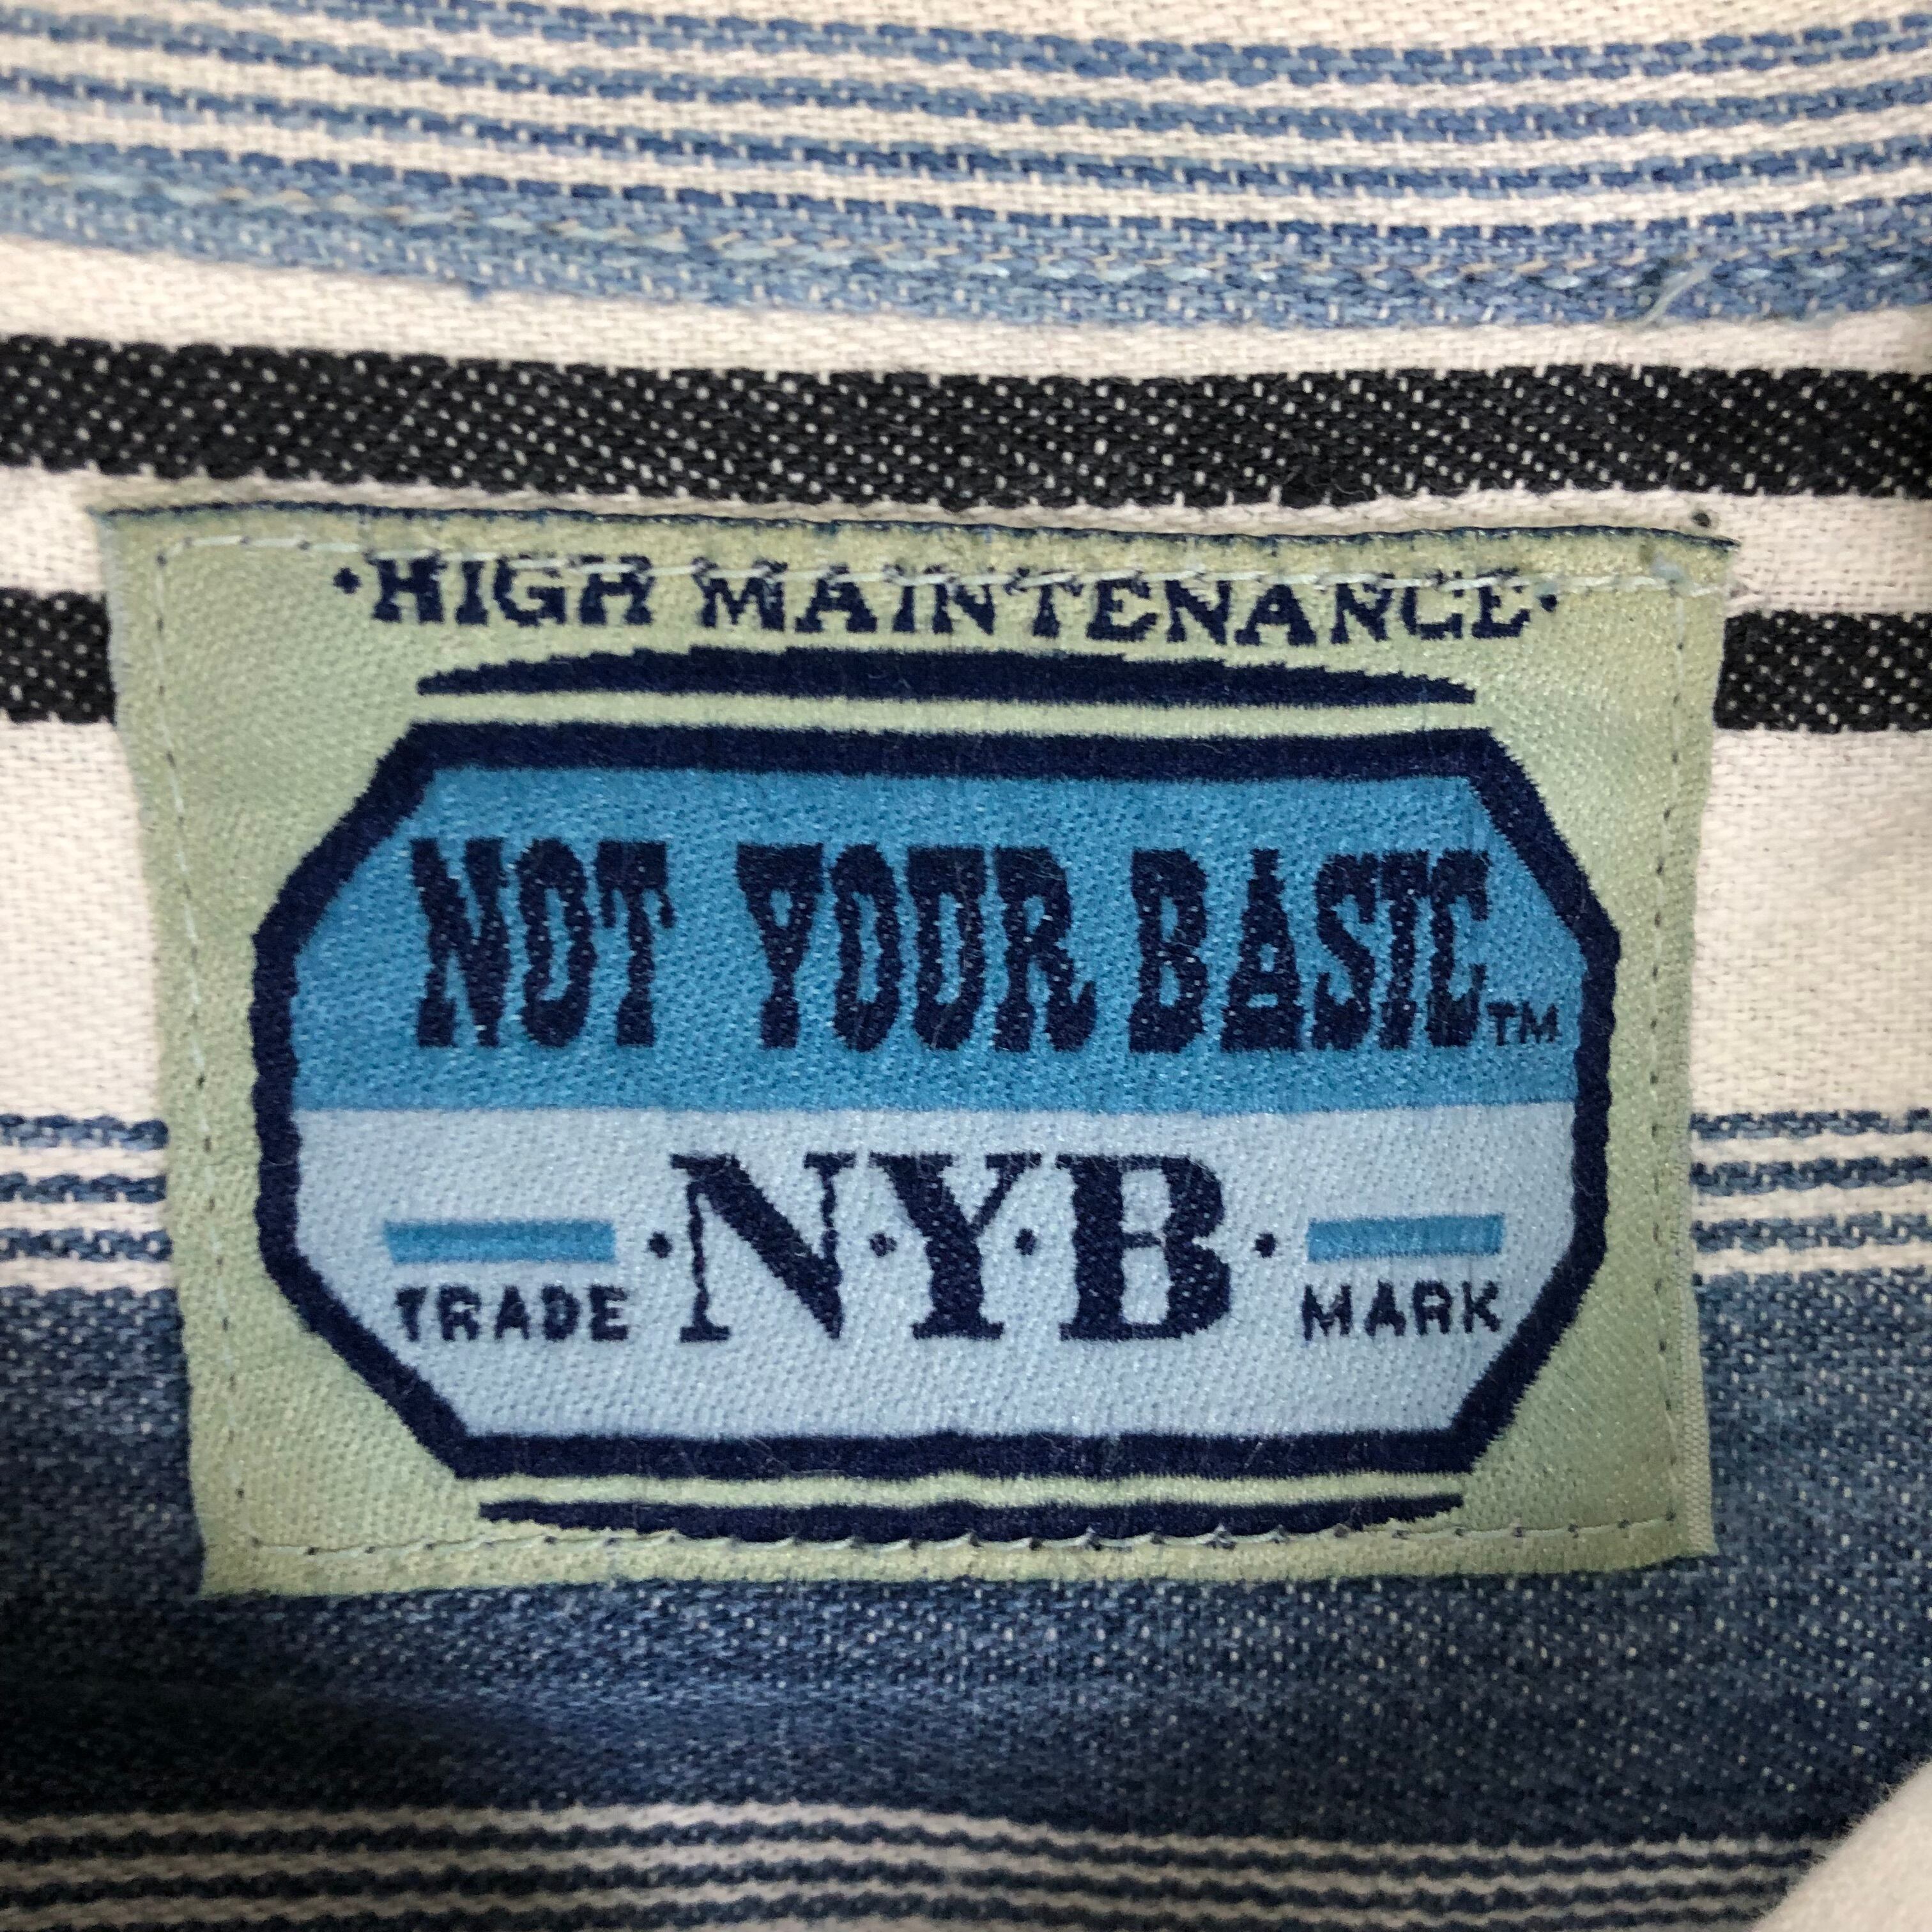 ·HIGH MAINTENANCE·
NOT YOUR BASIC™
·N·Y·B·
TRADE MARK